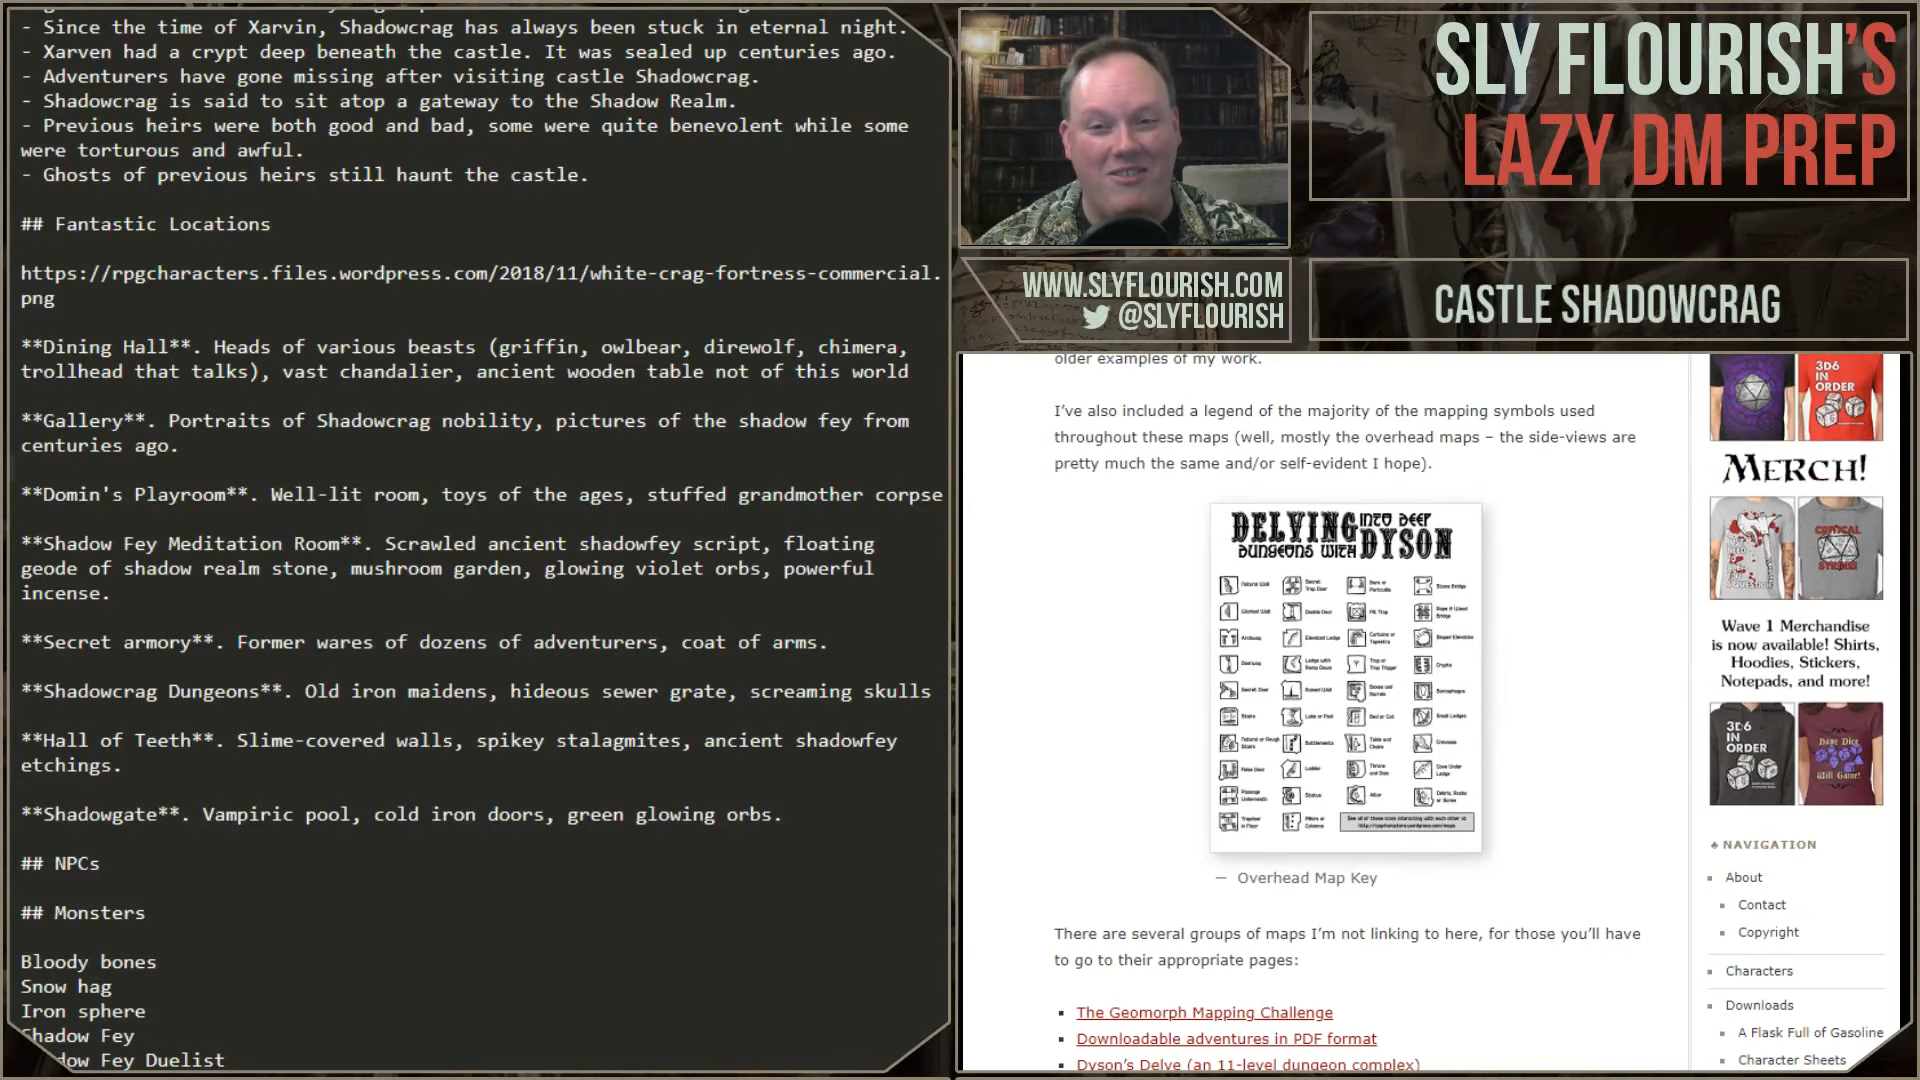 - Since the time of Xarvin, Shadowcrag has always been stuck in eternal night.
- Xarven had a crypt deep beneath the castle. It was sealed up centuries ago.
- Adventurers have gone missing after visiting castle Shadowcrag.
- Shadowcrag is said to sit atop a gateway to the Shadow Realm.
- Previous heirs were both good and bad, some were quite benevolent while some
were torturous and awful.
- Ghosts of previous heirs still haunt the castle.
## Fantastic Locations
https://rpgcharacters.files.wordpress.com/2018/11/white-crag-fortress-commercial.
png
**Dining Hall**. Heads of various beasts (griffin, owlbear, direwolf, chimera,
trollhead that talks), vast chandalier, ancient wooden table not of this world
**Gallery**. Portraits of Shadowcrag nobility, pictures of the shadow fey from
centuries ago.
**Domin's Playroom**. Well-lit room, toys of the ages, stuffed grandmother corpse
**Shadow Fey Meditation Room**. Scrawled ancient shadowfey script, floating
geode of shadow realm stone, mushroom garden, glowing violet orbs, powerful
incense.
**Secret armory**. Former wares of dozens of adventurers, coat of arms.
**Shadowcrag Dungeons**. Old iron maidens, hideous sewer grate, screaming skulls
**Hall of Teeth**. Slime-covered walls, spikey stalagmites, ancient shadowfey
etchings.
**Shadowgate**. Vampiric pool, cold iron doors, green glowing orbs.
## NPCs
## Monsters
Bloody bones
Snow hag
Iron sphere
Shadow Fey
dow Fey Duelist
WWW.SLYFLOURISH.COM
@SLYFLOURISH
SLY FLOURISH'S
LAZY DM PREP
CASTLE SHADOWCRAG
older examples of my work.
I've also included a legend of the majority of the mapping symbols used
throughout these maps (well, mostly the overhead maps – the side-views are
pretty much the same and/or self-evident I hope).
DELVING INTO DEEP
DUNGEONS WITH DYSON
— Overhead Map Key
There are several groups of maps I'm not linking to here, for those you'll have
to go to their appropriate pages:
The Geomorph Mapping Challenge
Downloadable adventures in PDF format
Dyson's Delve (an 11-level dungeon complex)
3D6
IN
ORDER
MERCH!
CRITICAL
Wave 1 Merchandise
is now available! Shirts,
Hoodies, Stickers,
Notepads, and more!
3D6
IN
ORDER
Have Dice
Will Game!
NAVIGATION
About
Contact
Copyright
Characters
Downloads
A Flask Full of Gasoline
Character Sheets